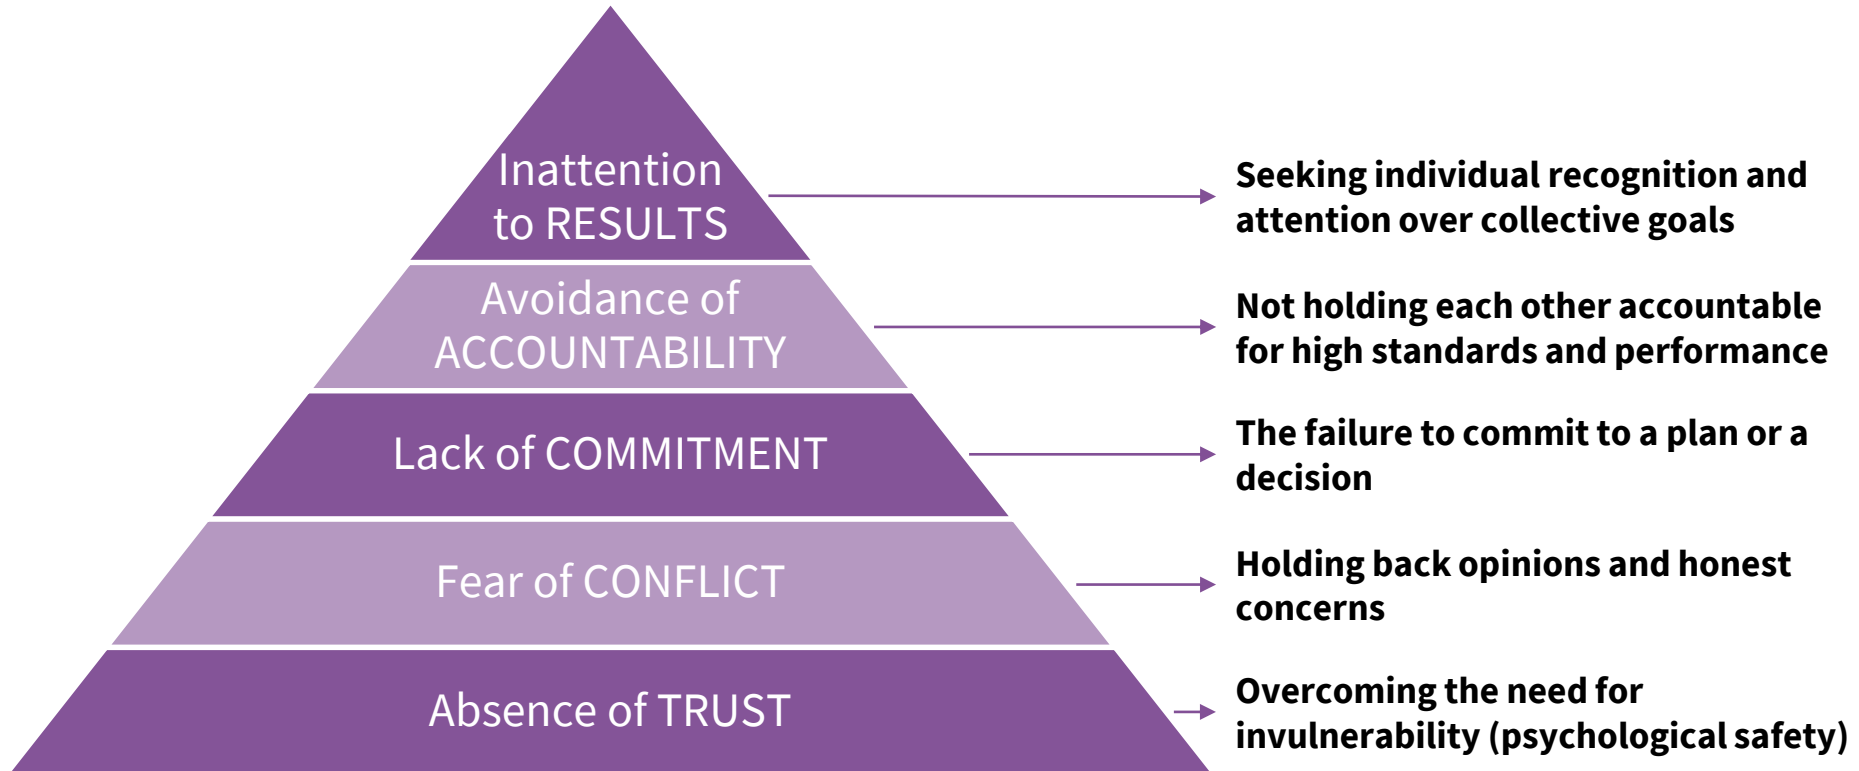 Inattention
to RESULTS
Seeking individual recognition and
attention over collective goals
Avoidance of
ACCOUNTABILITY
Not holding each other accountable
for high standards and performance
Lack of COMMITMENT
The failure to commit to a plan or a
decision
Fear of CONFLICT
Holding back opinions and honest
concerns
Absence of TRUST
Overcoming the need for
invulnerability (psychological safety)